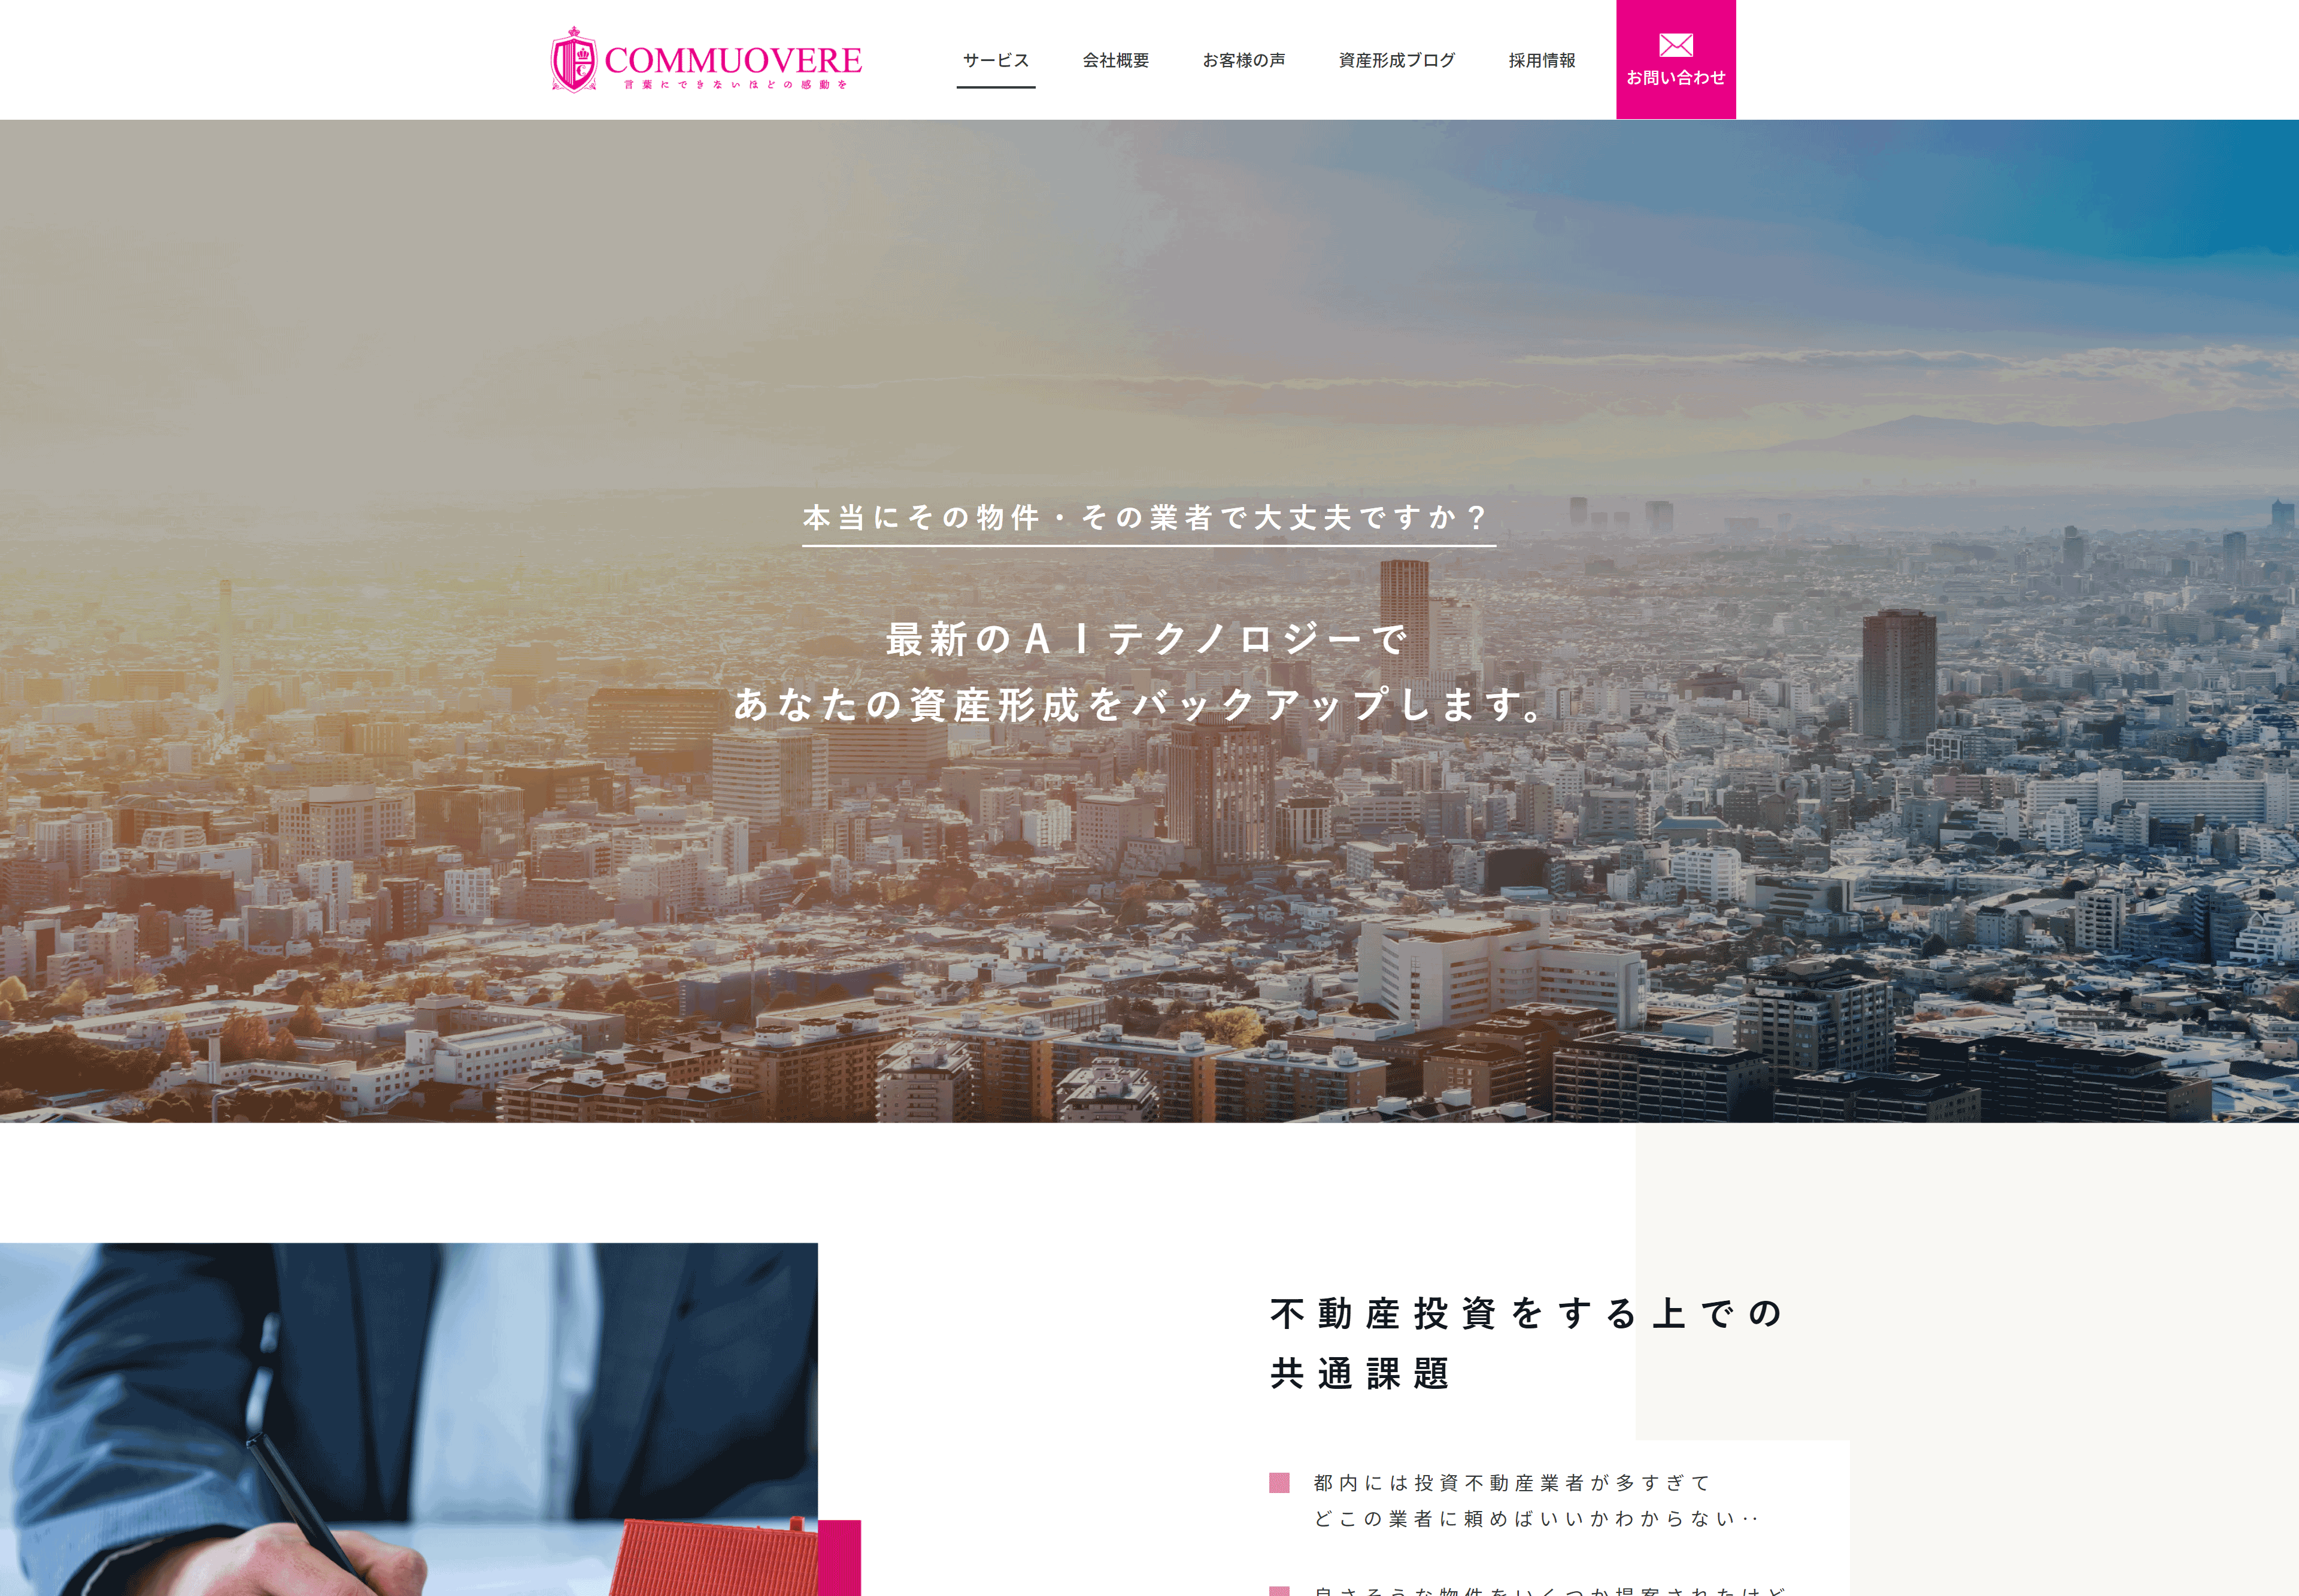 COMMUOVERE
言葉にできないほどの感動を
サービス
会社概要
お客様の声
資産形成ブログ
採用情報
お問い合わせ
本当にその物件・その業者で大丈夫ですか？
最新のＡＩテクノロジーで
あなたの資産形成をバックアップします。
不動産投資をする上での
共通課題
都内には投資不動産業者が多すぎて
どこの業者に頼めばいいかわからない‥